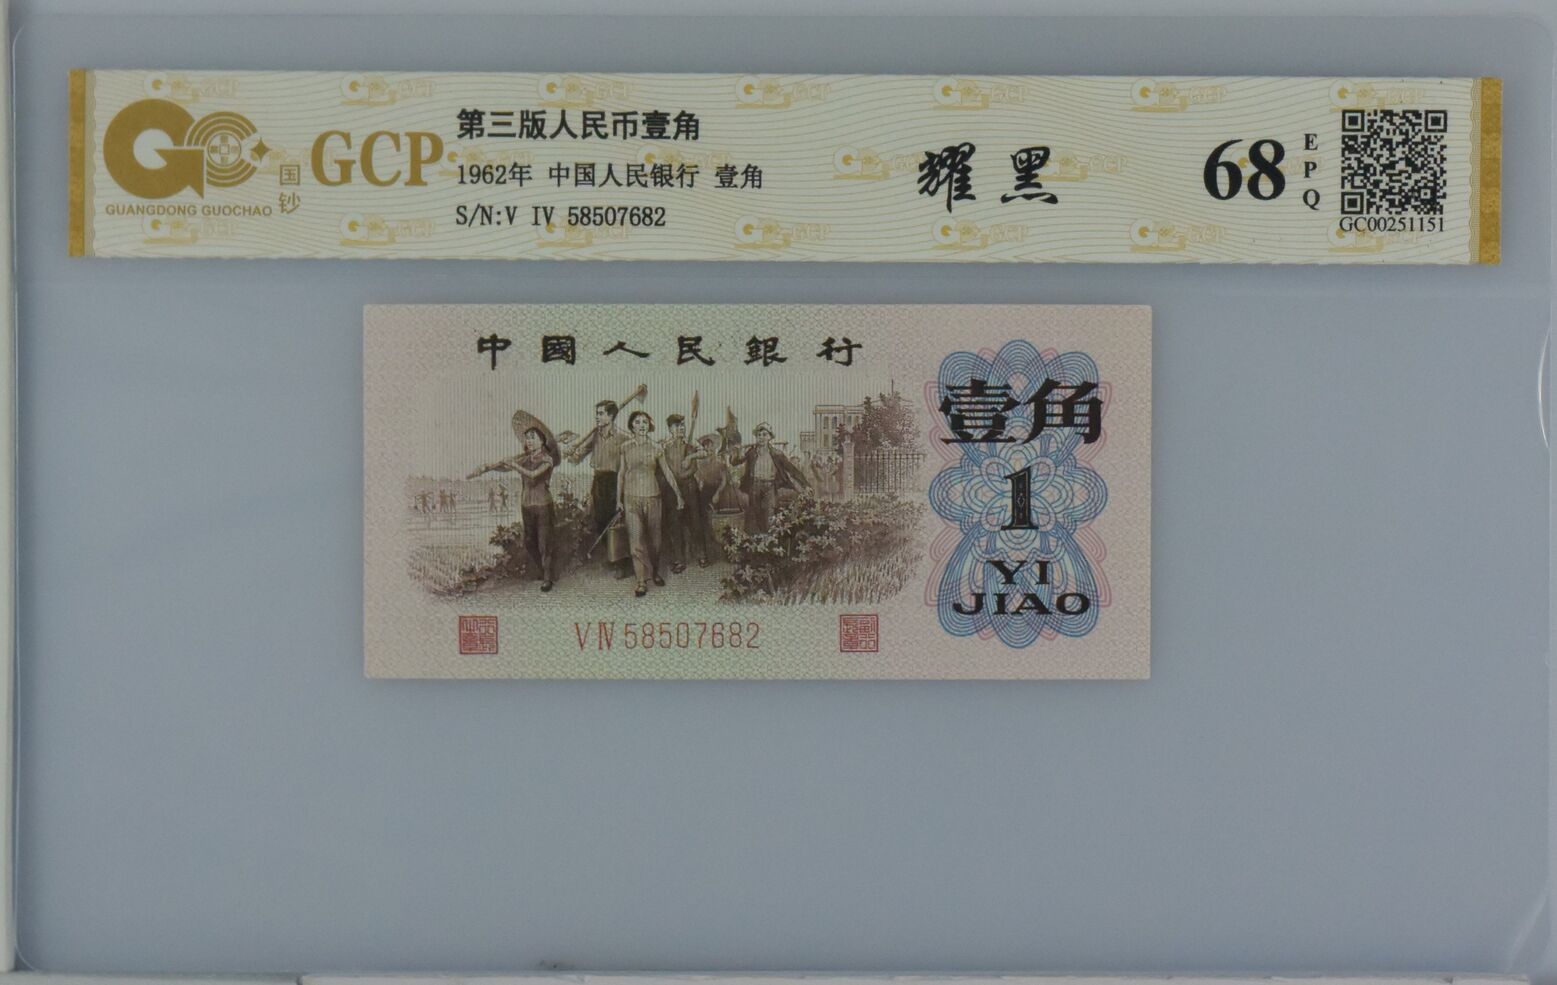 GCP
国钞
GUANGDONG GUOCHAO
第三版人民币壹角
1962年 中国人民银行 壹角
S/N:V IV 58507682
耀黑
68
EPQ
GC00251151
中國人民銀行
壹角
1
YI
JIAO
V IV 58507682